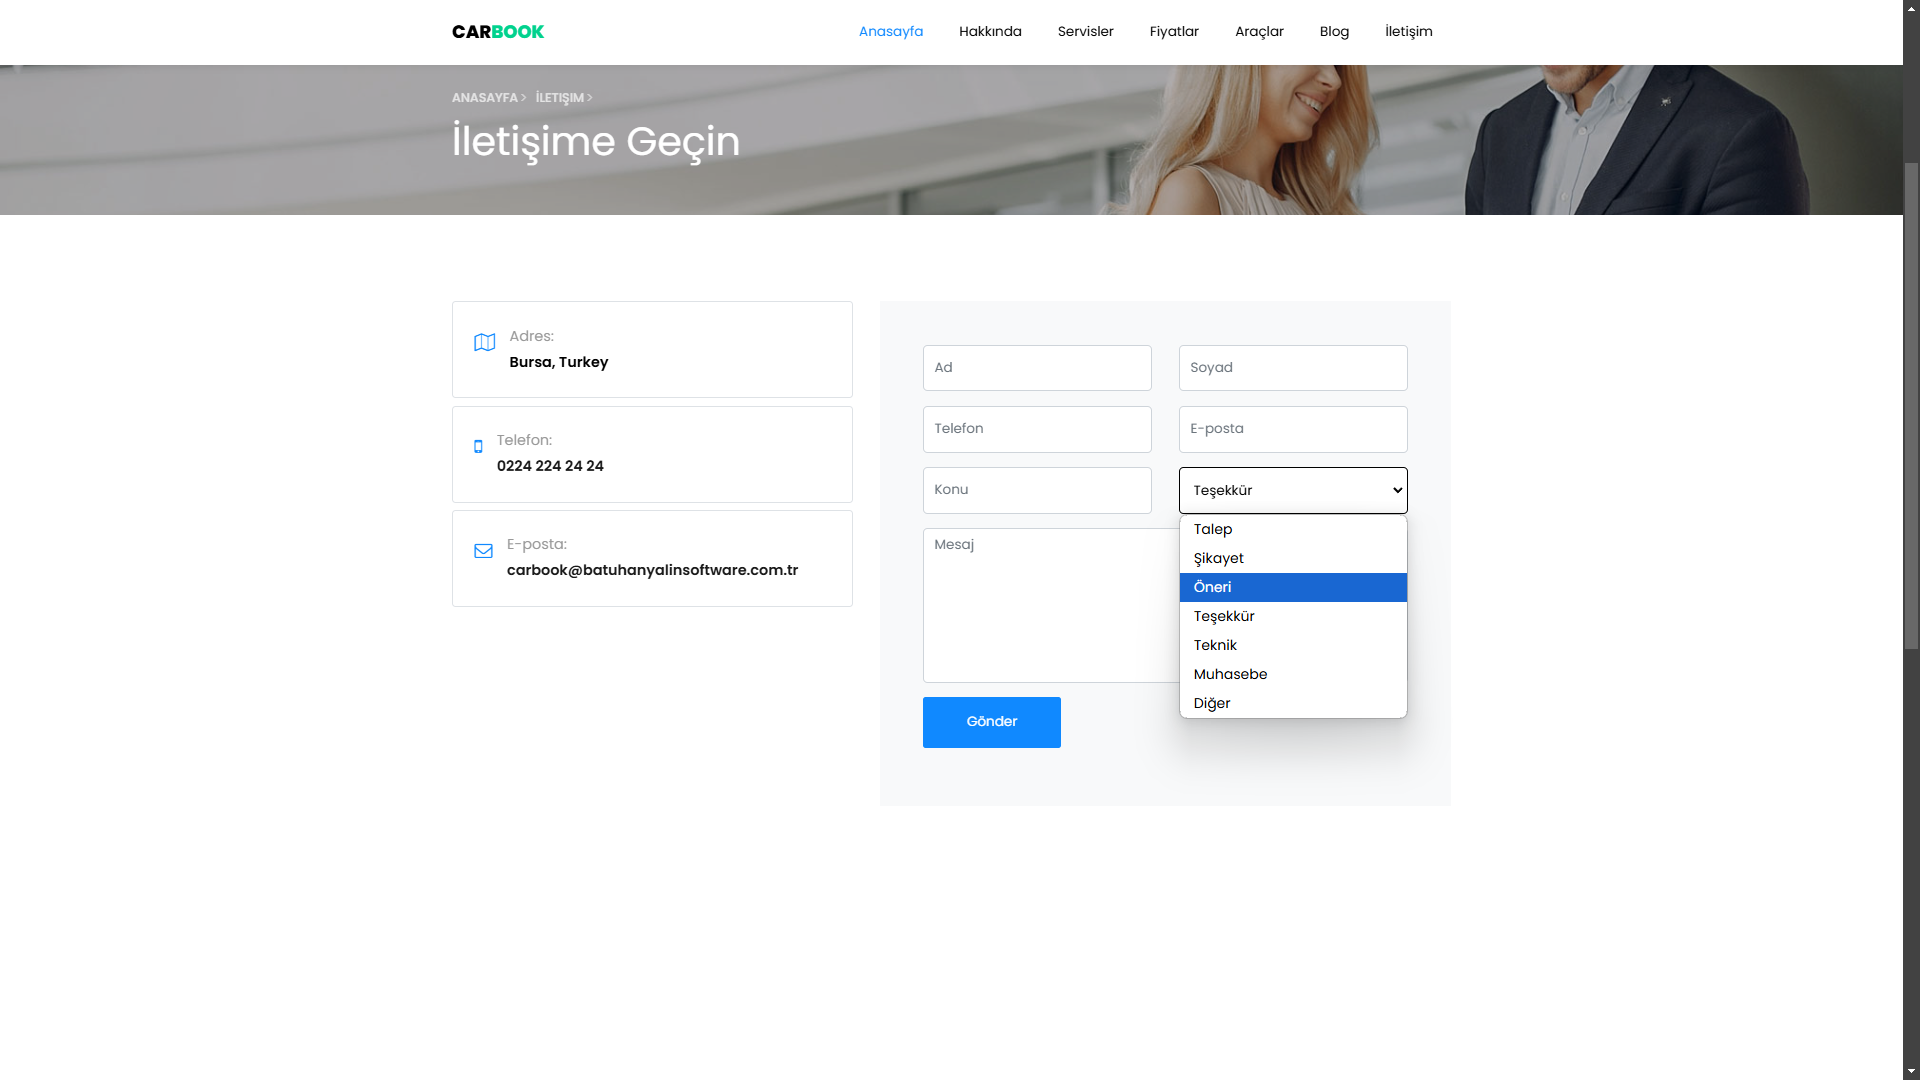 CARBOOK
Anasayfa Hakkında Servisler Fiyatlar Araçlar Blog İletişim
ANASAYFA > İLETIŞIM >
İletişime Geçin
Adres:
Bursa, Turkey
Telefon:
0224 224 24 24
E-posta:
carbook@batuhanyalinsoftware.com.tr
Ad
Soyad
Telefon
E-posta
Konu
Teşekkür
Talep
Şikayet
Öneri
Teşekkür
Teknik
Muhasebe
Diğer
Mesaj
Gönder